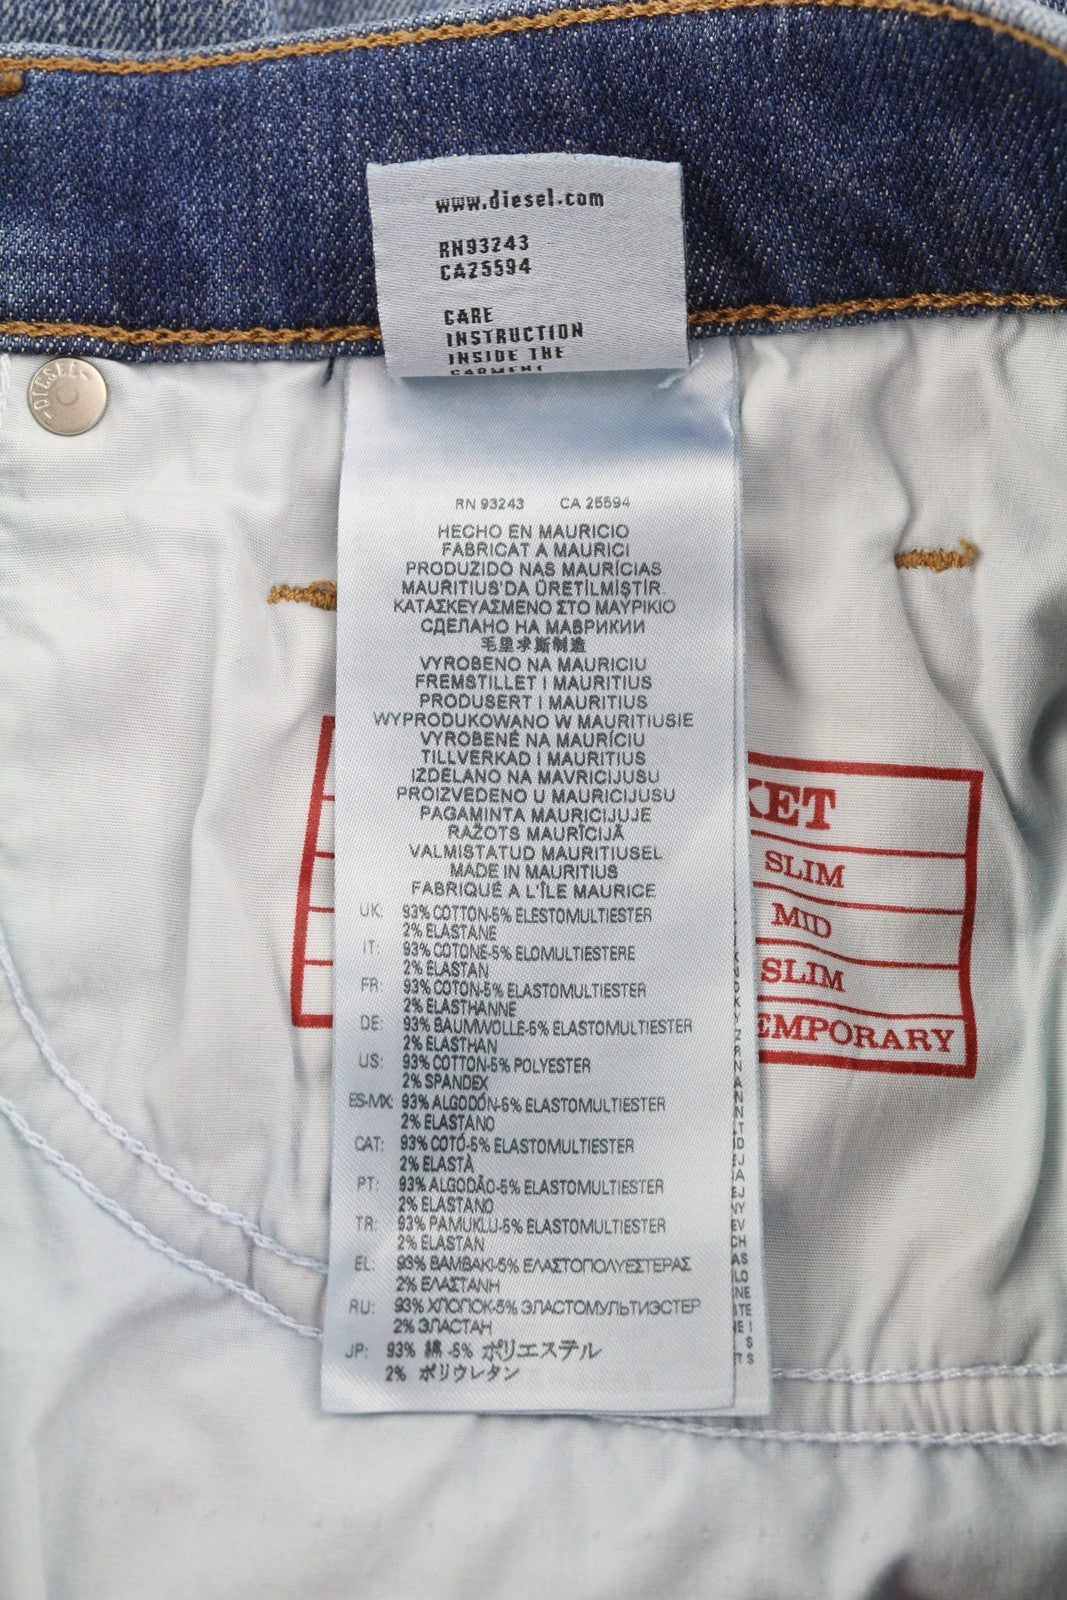 www.diesel.com
RN93243
CA25594
CARE
INSTRUCTION
INSIDE THE
GARMENT
DIESEL
RN 93243 CA 25594
HECHO EN MAURICIO
FABRICAT A MAURICI
PRODUZIDO NAS MAURÍCIAS
MAURITIUS'DA ÜRETİLMİŞTİR.
ΚΑΤΑΣΚΕΥΑΣΜΕΝΟ ΣΤΟ ΜΑΥΡΙΚΙΟ
СДЕЛАНО НА МАВРИКИИ
毛里求斯制造
VYROBENO NA MAURICIU
FREMSTILLET I MAURITIUS
PRODUSERT I MAURITIUS
WYPRODUKOWANO W MAURITIUSIE
VYROBENÉ NA MAURÍCIU
TILLVERKAD I MAURITIUS
IZDELANO NA MAVRICIJUSU
PROIZVEDENO U MAURICIJUSU
PAGAMINTA MAURICIJUJE
RAŽOTS MAURĪCIJĀ
VALMISTATUD MAURITIUSEL
MADE IN MAURITIUS
FABRIQUÉ A L'ÎLE MAURICE
UK: 93% COTTON-5% ELESTOMULTIESTER
2% ELASTANE
IT: 93% COTONE-5% ELOMULTIESTERE
2% ELASTAN
FR: 93% COTON-5% ELASTOMULTIESTER
2% ELASTHANNE
DE: 93% BAUMWOLLE-5% ELASTOMULTIESTER
2% ELASTHAN
US: 93% COTTON-5% POLYESTER
2% SPANDEX
ES-MX: 93% ALGODÓN-5% ELASTOMULTIESTER
2% ELASTANO
CAT: 93% COTÓ-5% ELASTOMULTIESTER
2% ELASTÀ
PT: 93% ALGODÃO-5% ELASTOMULTIESTER
2% ELASTANO
TR: 93% PAMUKLU-5% ELASTOMULTIESTER
2% ELASTAN
EL: 93% ΒΑΜΒΑΚΙ-5% ΕΛΑΣΤΟΠΟΛΥΕΣΤΕΡΑΣ
2% ΕΛΑΣΤΑΝΗ
RU: 93% ХЛОПОК-5% ЭЛАСТОМУЛЬТИЭСТЕР
2% ЭЛАСТАН
JP: 93% 綿 -5% ポリエステル
2% ポリウレタン
KET
SLIM
MID
SLIM
EMPORARY